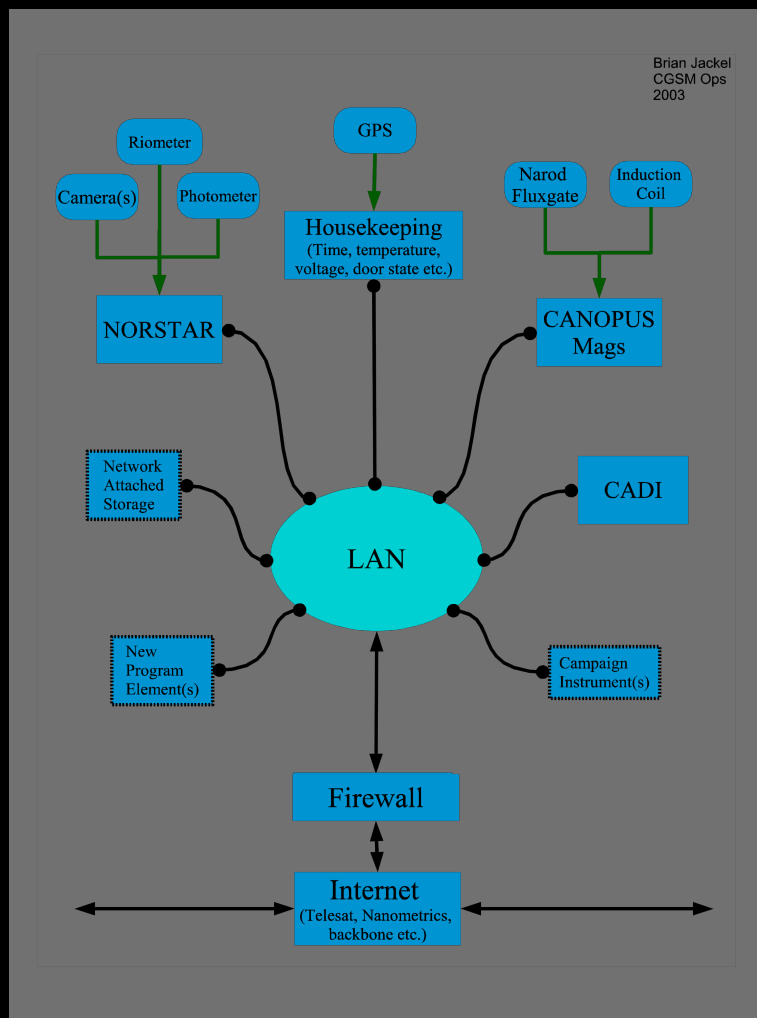 Brian Jackel
CGSM Ops
2003
GPS
Riometer
Camera(s)
Photometer
Narod
Fluxgate
Induction
Coil
Housekeeping
(Time, temperature,
voltage, door state etc.)
NORSTAR
CANOPUS
Mags
Network
Attached
Storage
CADI
LAN
New
Program
Element(s)
Campaign
Instrument(s)
Firewall
Internet
(Telesat, Nanometrics,
backbone etc.)